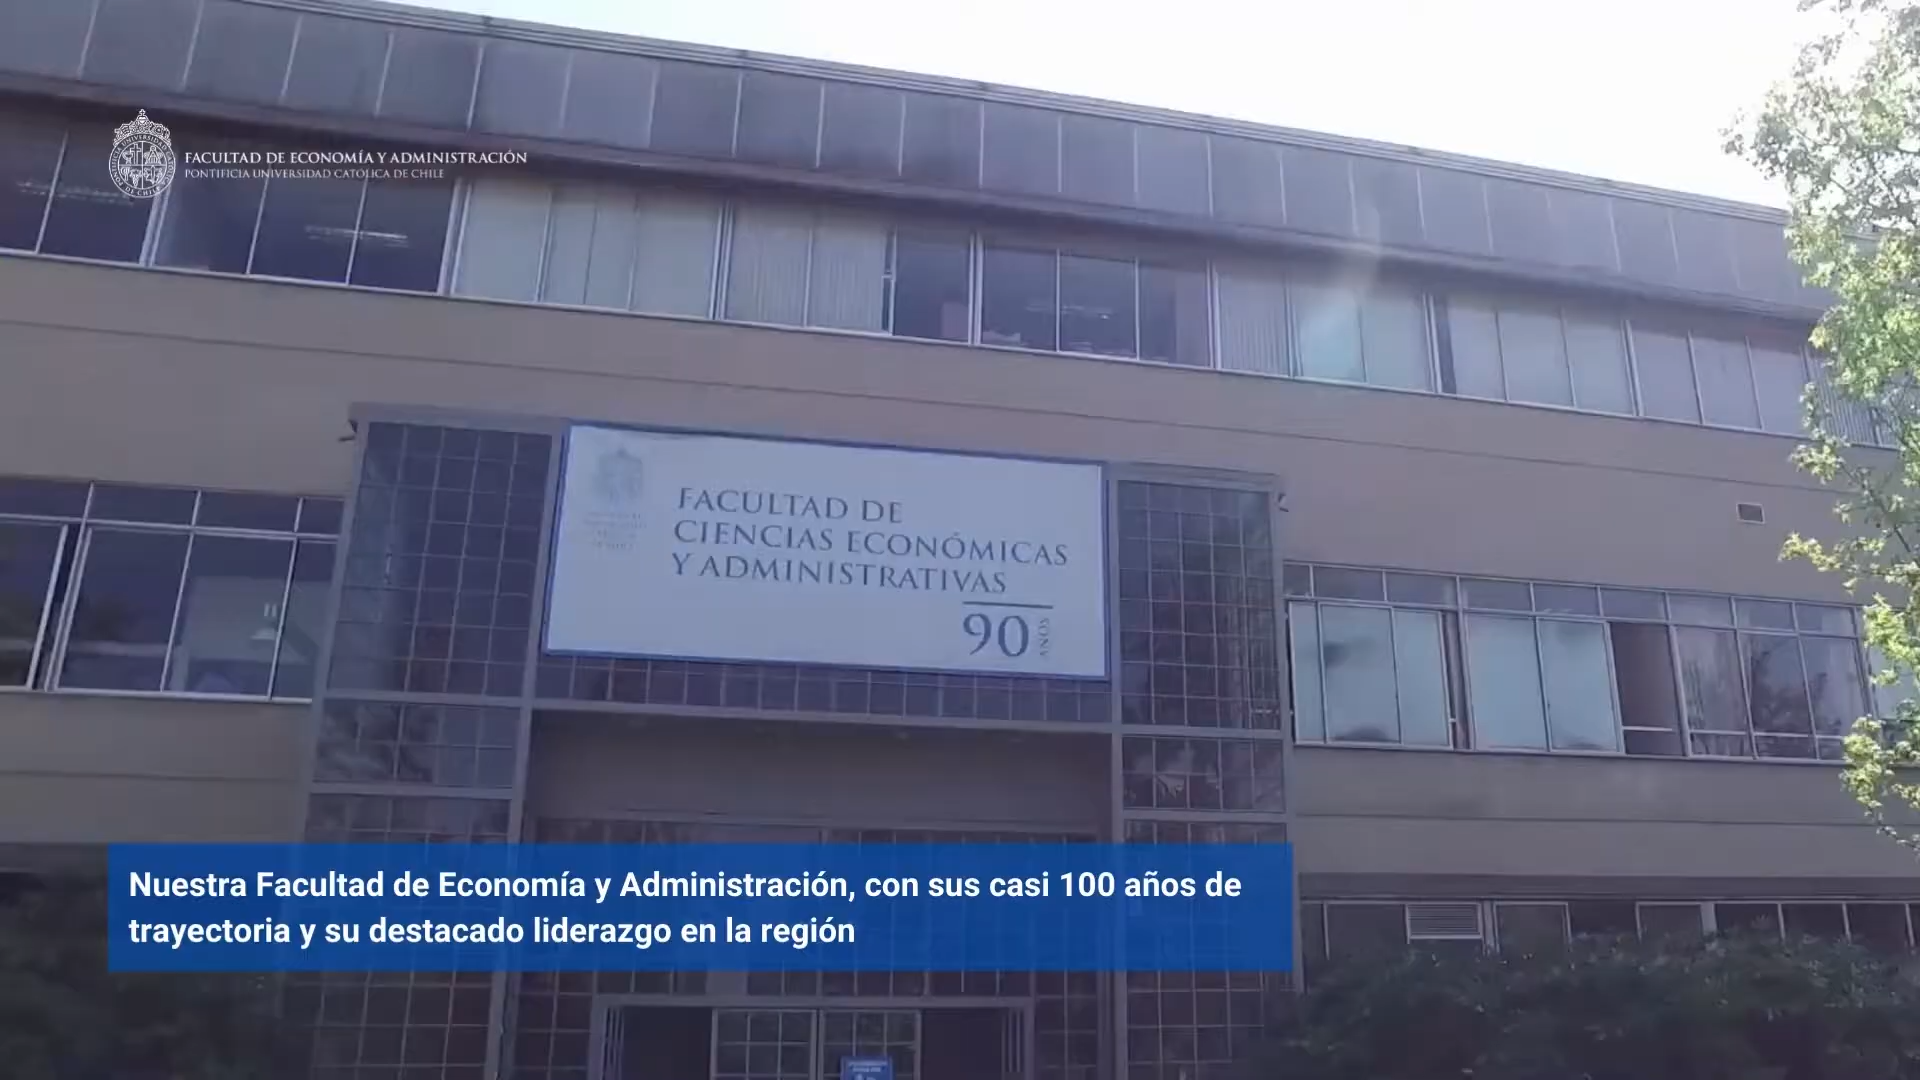 FACULTAD DE ECONOMÍA Y ADMINISTRACIÓN
PONTIFICIA UNIVERSIDAD CATÓLICA DE CHILE
FACULTAD DE
CIENCIAS ECONÓMICAS
Y ADMINISTRATIVAS
90 AÑOS
Nuestra Facultad de Economía y Administración, con sus casi 100 años de
trayectoria y su destacado liderazgo en la región